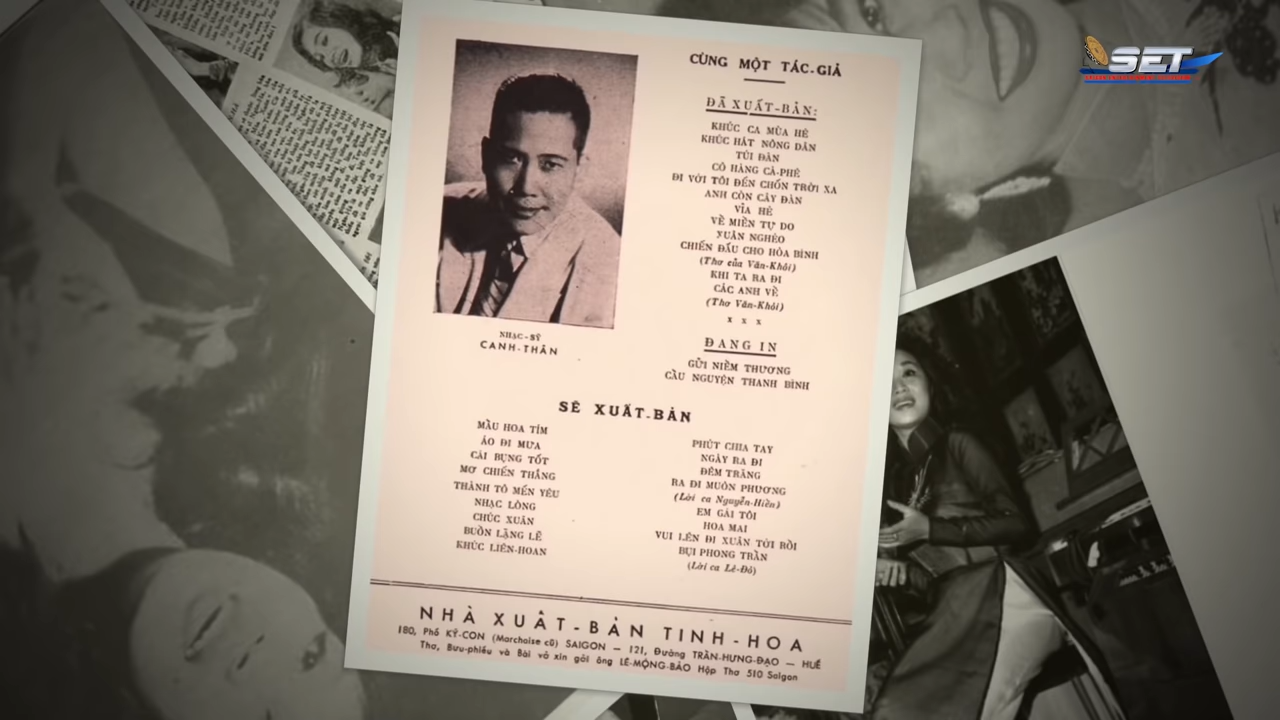 SET
CÙNG MỘT TÁC-GIẢ
ĐÃ XUẤT-BẢN:
KHÚC CA MÙA HÈ
KHÚC HÁT NÔNG DÂN
TÚI ĐÀN
CÔ HÀNG CÀ-PHÊ
ĐI VỚI TÔI ĐẾN CHỐN TRỜI XA
ANH CÒN CÂY ĐÀN
VỈA HÈ
VỀ MIỀN TỰ DO
XUÂN NGHÈO
CHIẾN ĐẤU CHO HÒA BÌNH
(Thơ của Văn-Khôi)
KHI TA RA ĐI
CÁC ANH VỀ
(Thơ Văn-Khôi)
x x x
ĐANG IN
GỬI NIỀM THƯƠNG
CẦU NGUYỆN THANH BÌNH
NHẠC-SỸ
CANH-THÂN
SẼ XUẤT-BẢN
MẦU HOA TÍM
ÁO ĐI MƯA
CÁI BỤNG TỐT
MƠ CHIẾN THẮNG
THÀNH TÔ MẾN YÊU
NHẠC LÒNG
CHÚC XUÂN
BUỒN LẶNG LẼ
KHÚC LIÊN-HOAN
PHÚT CHIA TAY
NGÀY RA ĐI
ĐÊM TRĂNG
RA ĐI MUÔN PHƯƠNG
(Lời ca Nguyễn-Hiền)
EM GÁI TÔI
HOA MAI
VUI LÊN ĐI XUÂN TỚI RỒI
BỤI PHONG TRẦN
(Lời ca Lê-Đô)
NHÀ XUẤT-BẢN TINH-HOA
180, Phố KỲ-CON (Marchaise cũ) SAIGON — 121, Đường TRẦN-HƯNG-ĐẠO — HUẾ
Thơ, Bưu-phiếu và Bài vở xin gởi ông LÊ-MỘNG-BẢO Hộp Thơ 510 Saigon